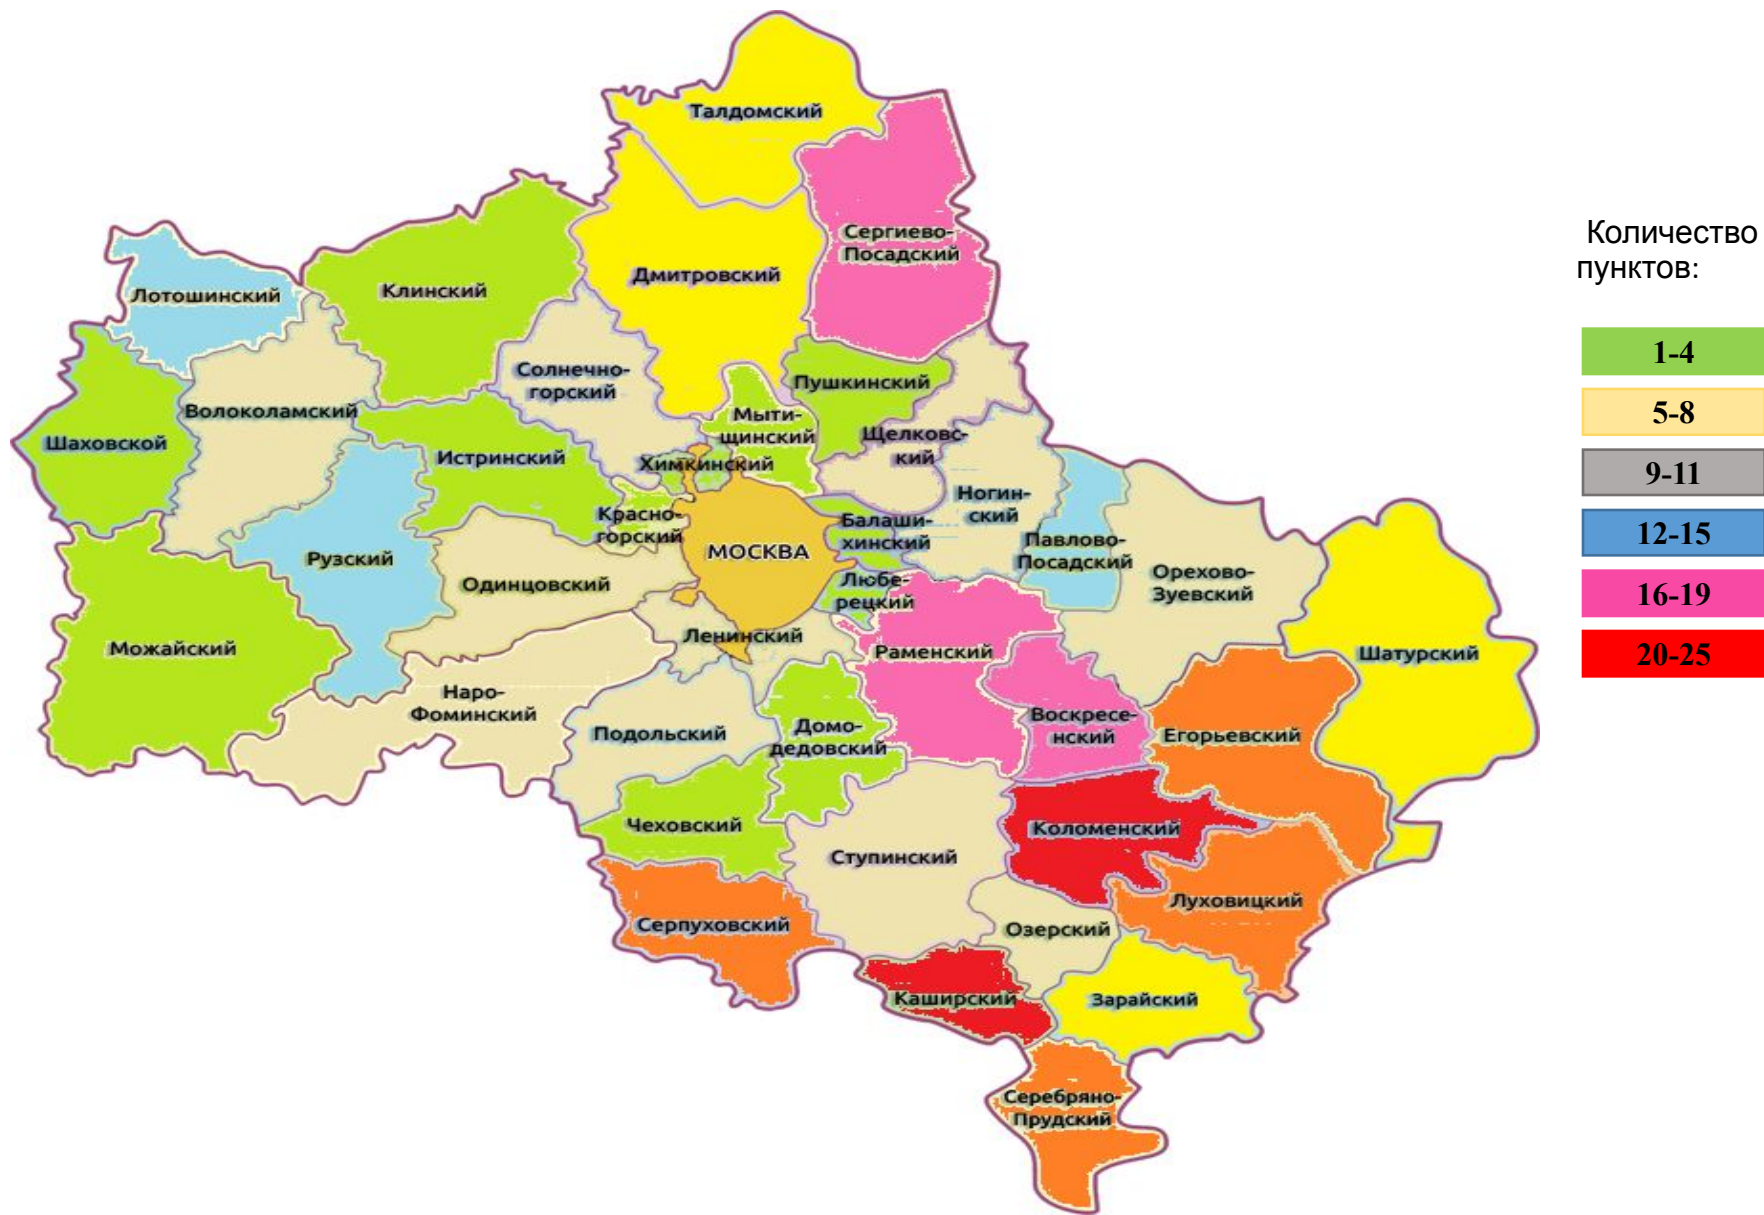 Талдомский
Сергиево-
Посадский
Дмитровский
Клинский
Лотошинский
Солнечно-
горский
Пушкинский
Волоколамский
Мыти-
щинский
Шаховской
Щелковс-
кий
Истринский
Химкинский
Ногин-
ский
Красно-
горский
Балаши-
хинский
Павлово-
Посадский
МОСКВА
Рузский
Одинцовский
Орехово-
Зуевский
Любе-
рецкий
Ленинский
Можайский
Раменский
Шатурский
Наро-
Фоминский
Воскресе-
нский
Подольский
Домо-
дедовский
Егорьевский
Чеховский
Коломенский
Ступинский
Луховицкий
Серпуховский
Озерский
Каширский
Зарайский
Серебряно-
Прудский
Количество
пунктов:
1-4
5-8
9-11
12-15
16-19
20-25